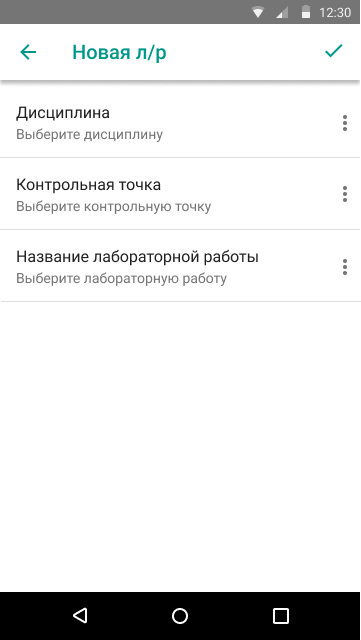 12:30
Новая л/р
Дисциплина
Выберите дисциплину
Контрольная точка
Выберите контрольную точку
Название лабораторной работы
Выберите лабораторную работу